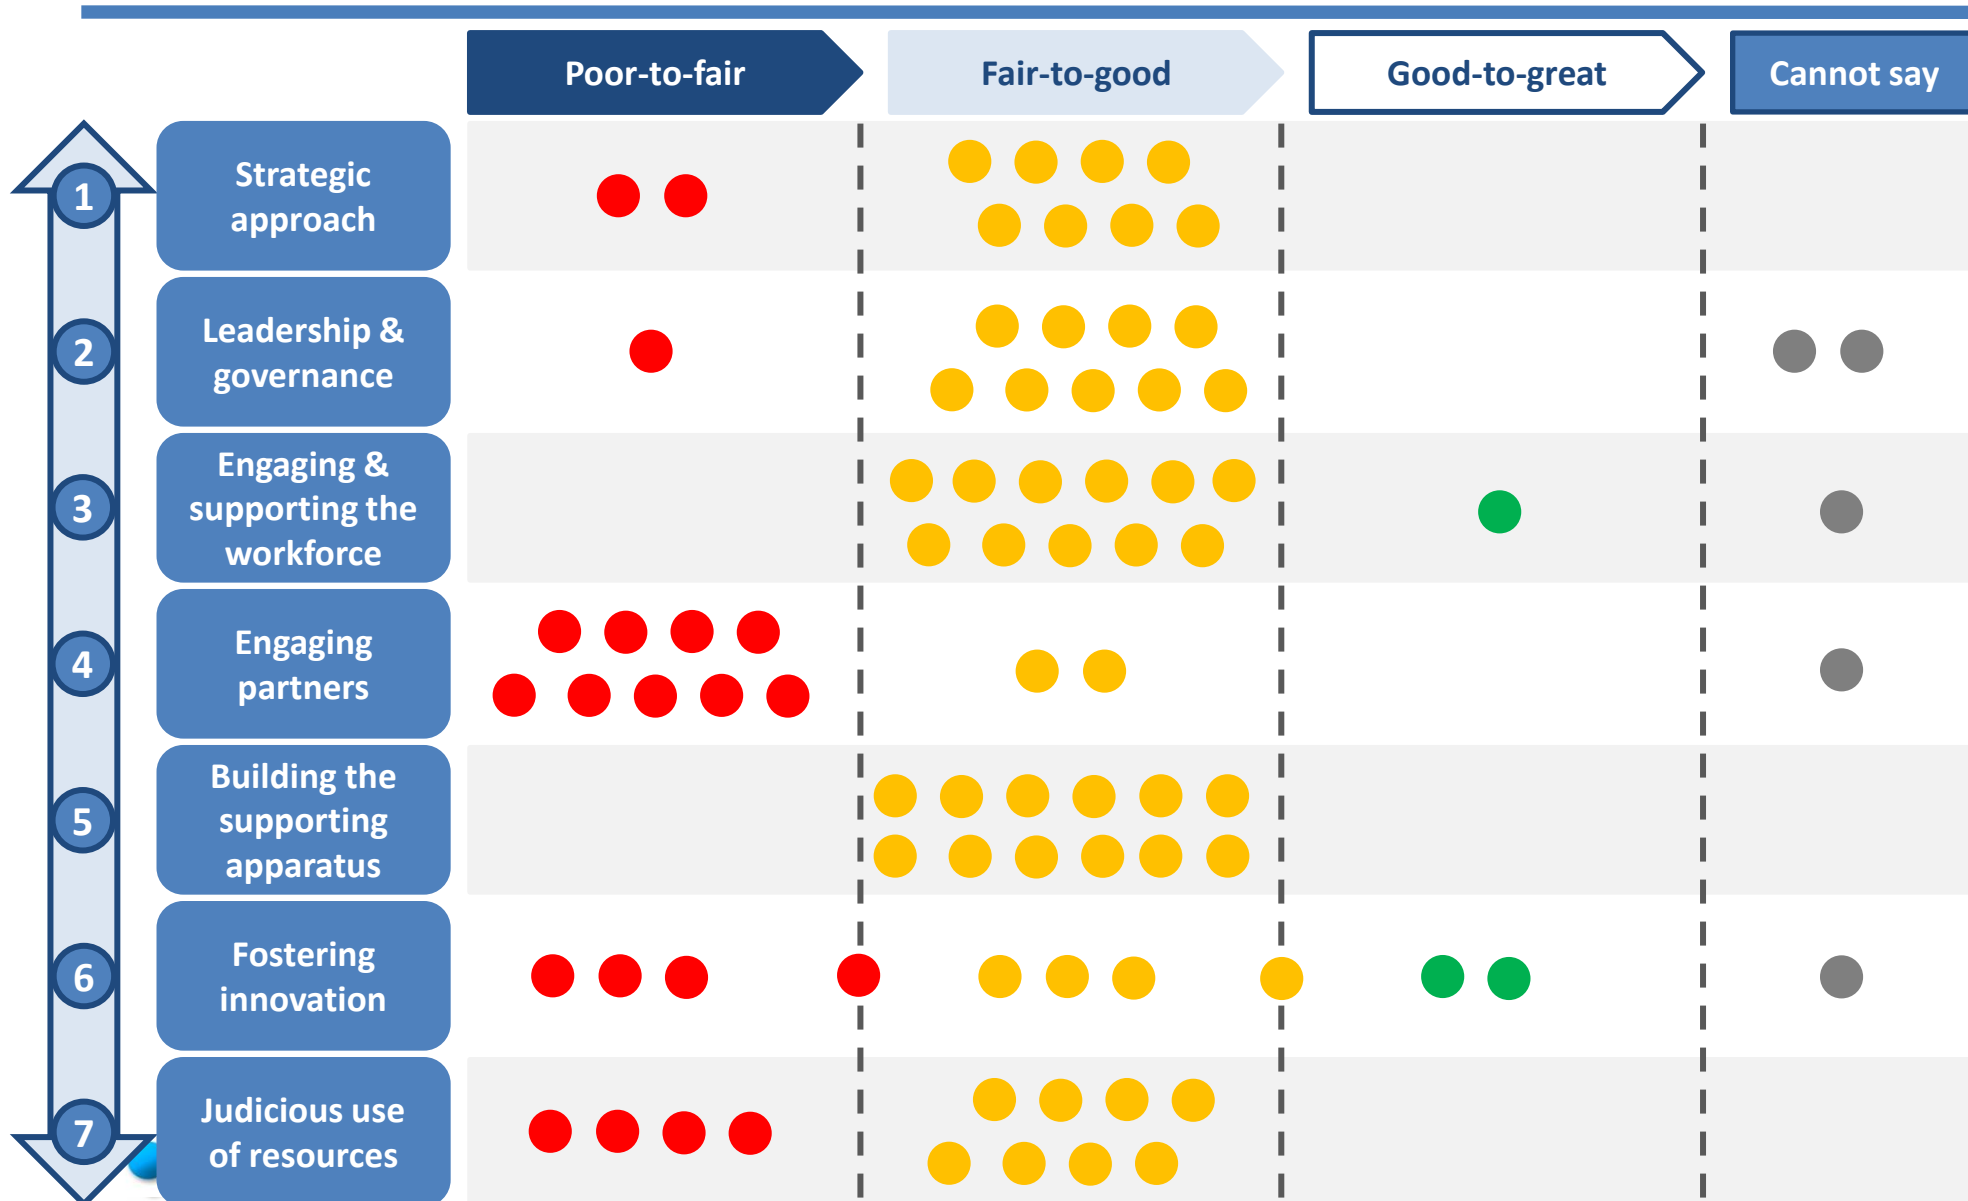 Poor-to-fair
Fair-to-good
Good-to-great
Cannot say
1
Strategic
approach
2
Leadership &
governance
3
Engaging &
supporting the
workforce
4
Engaging
partners
5
Building the
supporting
apparatus
6
Fostering
innovation
7
Judicious use
of resources